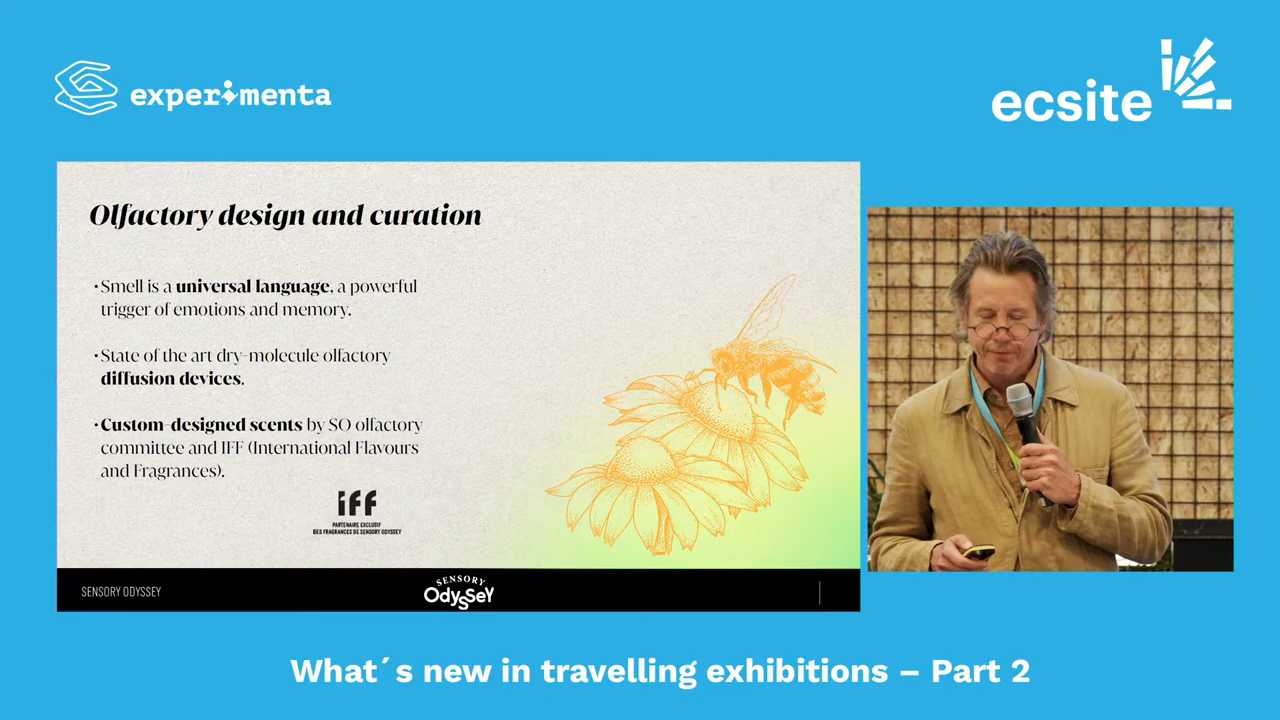 experimenta
ecsite
Olfactory design and curation
•Smell is a universal language, a powerful
trigger of emotions and memory.
•State of the art dry-molecule olfactory
diffusion devices.
•Custom-designed scents by SO olfactory
committee and IFF (International Flavours
and Fragrances).
iff
PARTENAIRE EXCLUSIF
DES FRAGRANCES DE SENSORY ODYSSEY
SENSORY ODYSSEY
SENSORY
OdysseY
What´s new in travelling exhibitions – Part 2